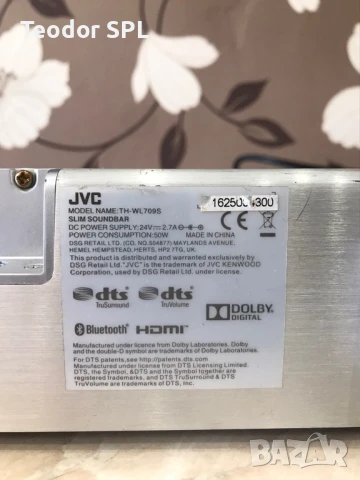 Teodor SPL
JVC
MODEL NAME:TH-WL709S
SLIM SOUNDBAR
DC POWER SUPPLY:24V⎓2.7A
POWER CONSUMPTION:50W
1625001300
CE
MADE IN CHINA
DSG RETAIL LTD. (CO. NO.504877) MAYLANDS AVENUE,
HEMEL HEMPSTEAD, HERTS, HP2 7TG, UK.
This product is distributed and warranted exclusively by
DSG Retail Ltd."JVC" is the trademark of JVC KENWOOD
Corporation, used by DSG Retail Ltd. under license.
dts TruSurround
dts TruVolume
DOLBY DIGITAL
Bluetooth® HDMI
Manufactured under licence from Dolby Laboratories. Dolby
and the double-D symbol are trademarks of Dolby Laboratories.
For DTS patents, see http://patents.dts.com
Manufactured under license from DTS Licensing Limited.
DTS, the Symbol, &DTS and the Symbol together are
registered trademarks, and DTS TruSurround & DTS
TruVolume are trademarks of DTS, Inc.
БАЗАР